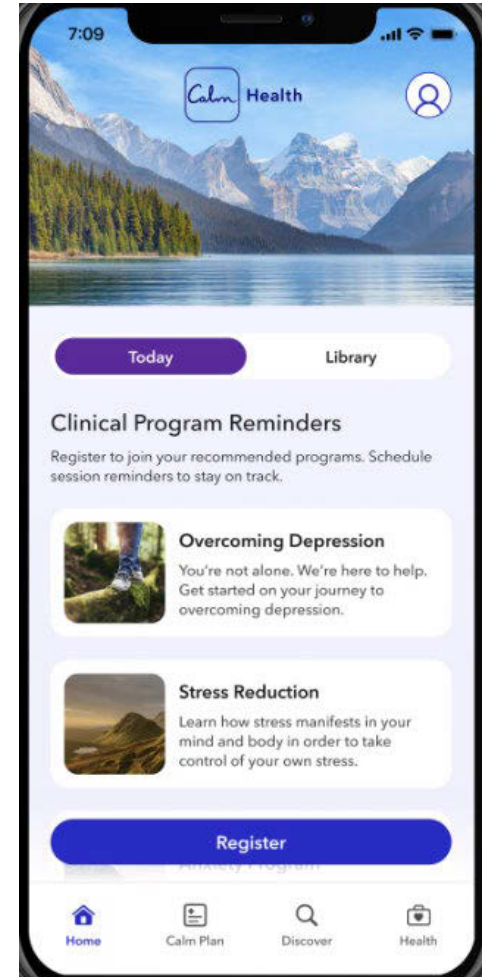 7:09
Calm Health
Today
Library
Clinical Program Reminders
Register to join your recommended programs. Schedule
session reminders to stay on track.
Overcoming Depression
You're not alone. We're here to help.
Get started on your journey to
overcoming depression.
Stress Reduction
Learn how stress manifests in your
mind and body in order to take
control of your own stress.
Register
Anxiety Program
Home
Calm Plan
Discover
Health